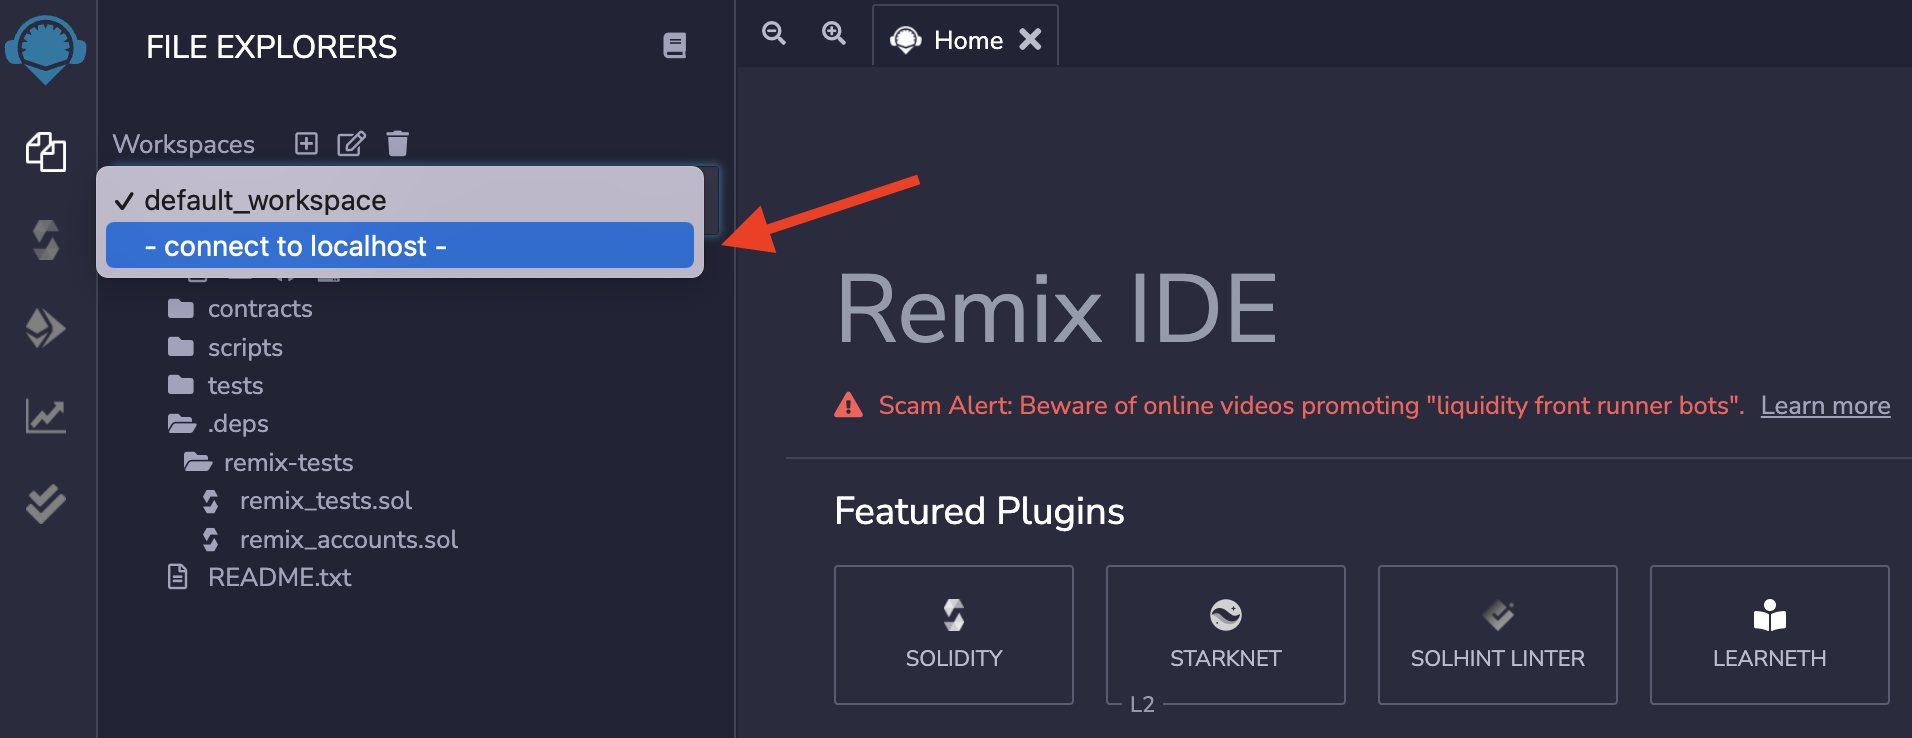 FILE EXPLORERS
Home
Workspaces
✓ default_workspace
- connect to localhost -
contracts
scripts
tests
.deps
remix-tests
remix_tests.sol
remix_accounts.sol
README.txt
Remix IDE
Scam Alert: Beware of online videos promoting "liquidity front runner bots". Learn more
Featured Plugins
SOLIDITY
STARKNET
L2
SOLHINT LINTER
LEARNETH